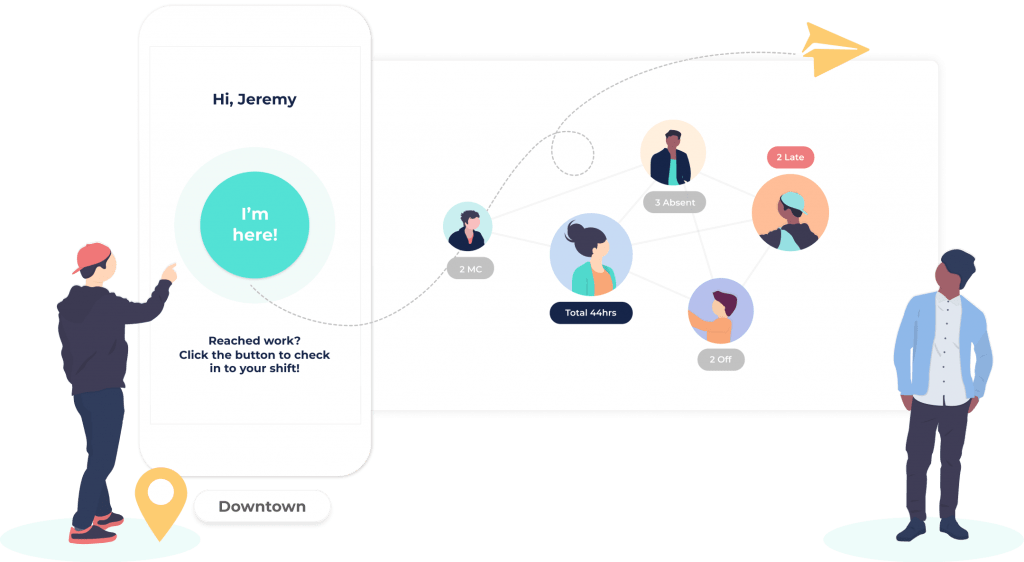 Hi, Jeremy
I'm
here!
Reached work?
Click the button to check
in to your shift!
Downtown
2 MC
3 Absent
2 Late
Total 44hrs
2 Off